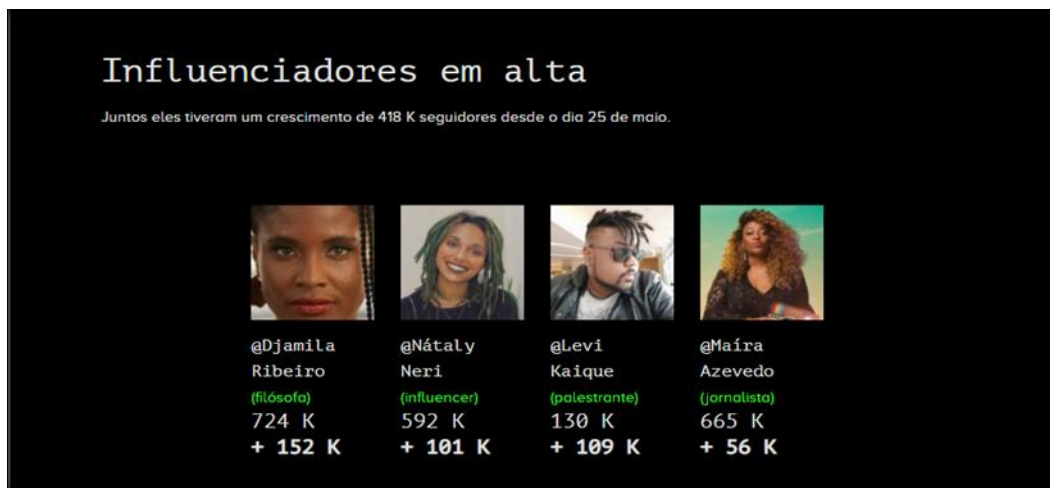 Influenciadores em alta
Juntos eles tiveram um crescimento de 418 K seguidores desde o dia 25 de maio.
@Djamila
Ribeiro
(filósofa)
724 K
+ 152 K
@Nátaly
Neri
(influencer)
592 K
+ 101 K
@Levi
Kaique
(palestrante)
130 K
+ 109 K
@Maíra
Azevedo
(jornalista)
665 K
+ 56 K